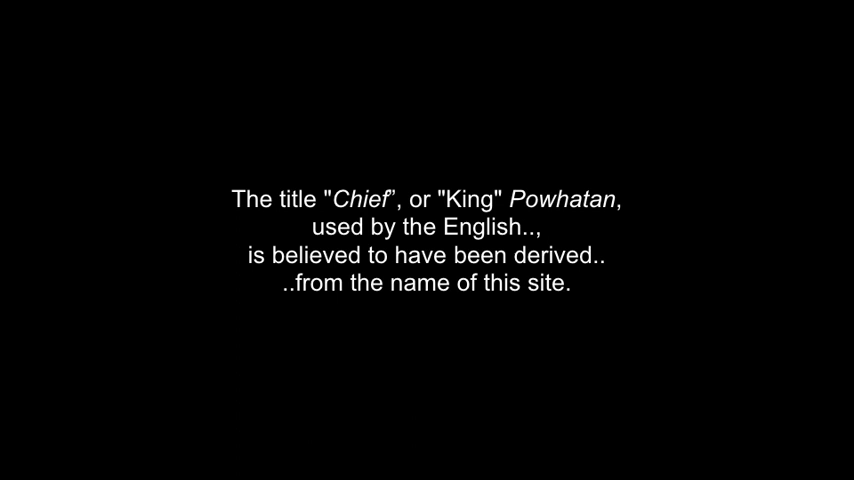 The title "Chief”, or "King" Powhatan,
used by the English..,
is believed to have been derived..
..from the name of this site.